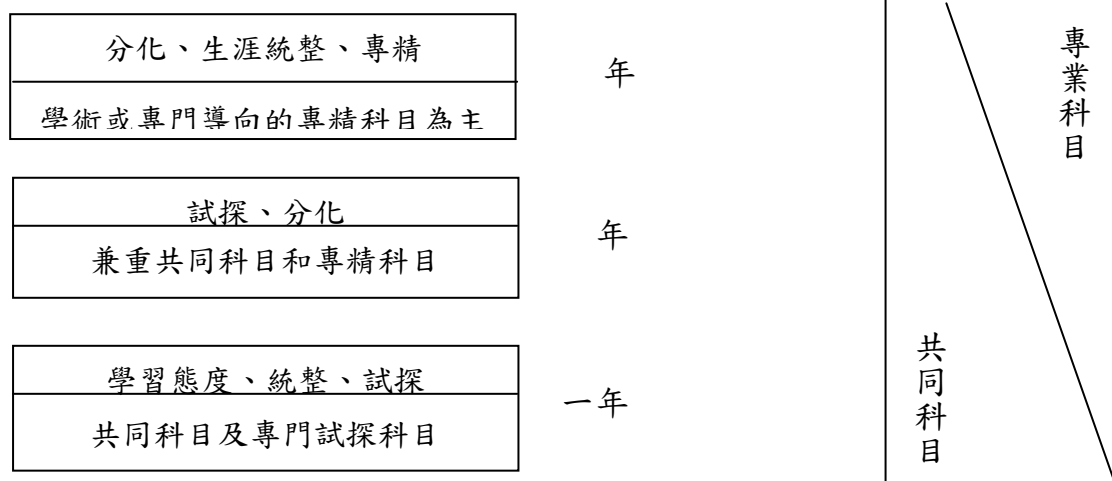 分化、生涯統整、專精
學術或專門導向的專精科目為主
年
試探、分化
兼重共同科目和專精科目
年
學習態度、統整、試探
共同科目及專門試探科目
一年
專業科目
共同科目